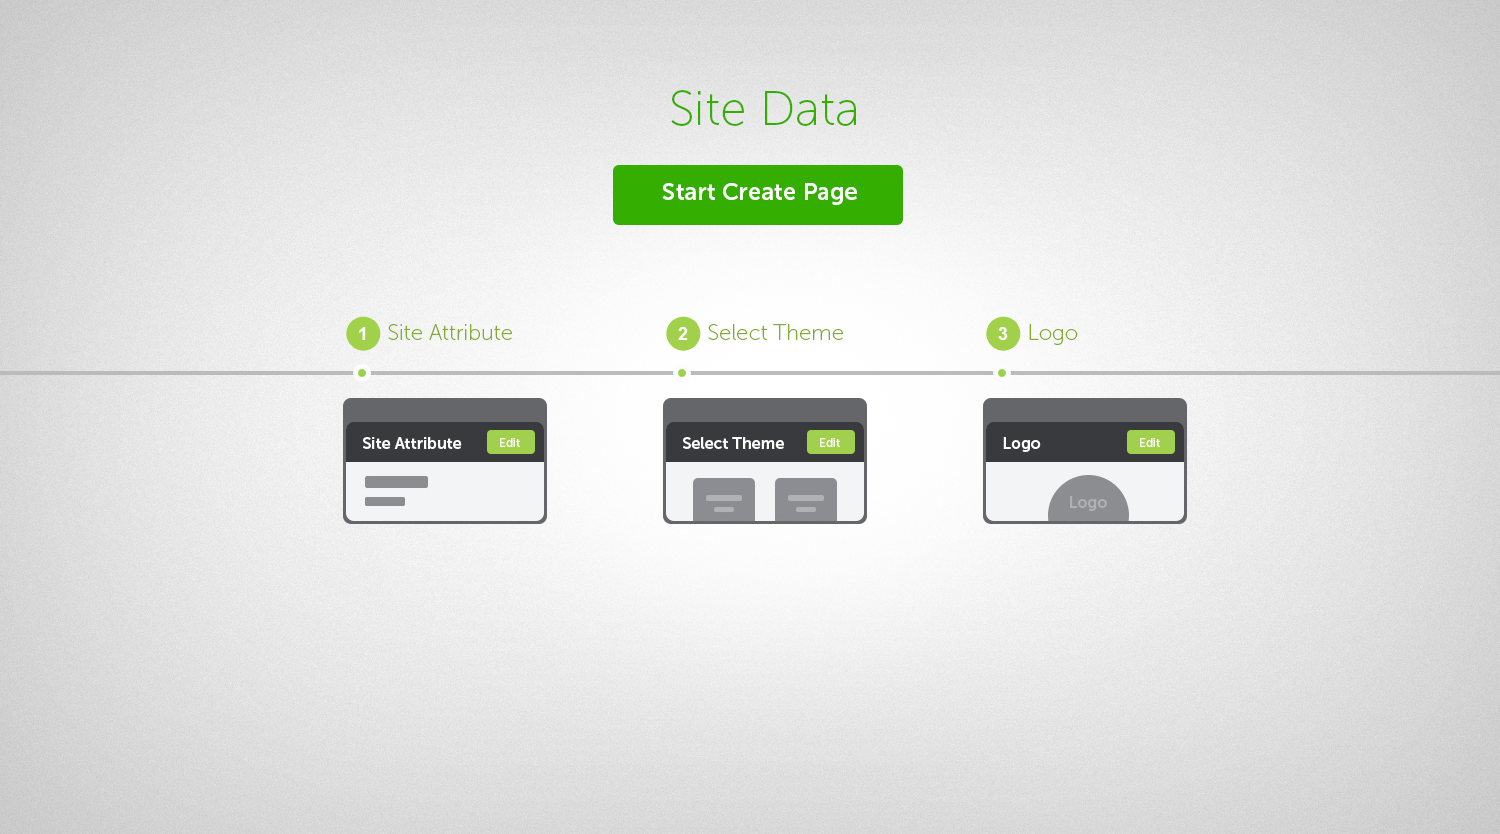 Site Data
Start Create Page
1 Site Attribute
2 Select Theme
3 Logo
Site Attribute Edit
Select Theme Edit
Logo Edit
Logo